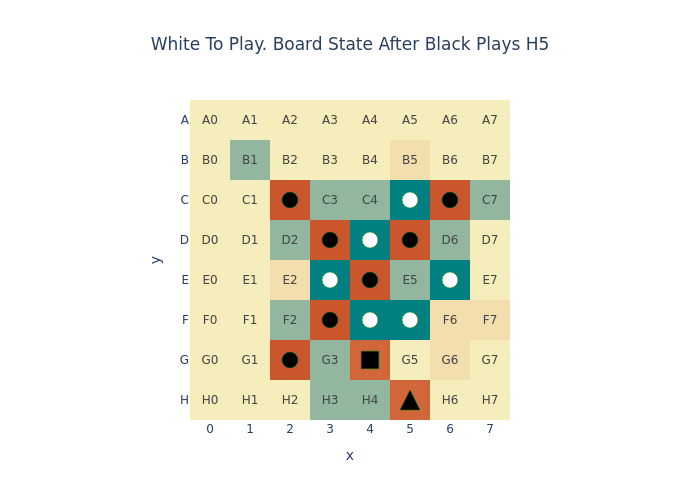 White To Play. Board State After Black Plays H5
A A0 A1 A2 A3 A4 A5 A6 A7
B B0 B1 B2 B3 B4 B5 B6 B7
C C0 C1 C3 C4 C7
D D0 D1 D2 D6 D7
y
E E0 E1 E2 E5 E7
F F0 F1 F2 F6 F7
G G0 G1 G3 G5 G6 G7
H H0 H1 H2 H3 H4 H6 H7
0 1 2 3 4 5 6 7
x